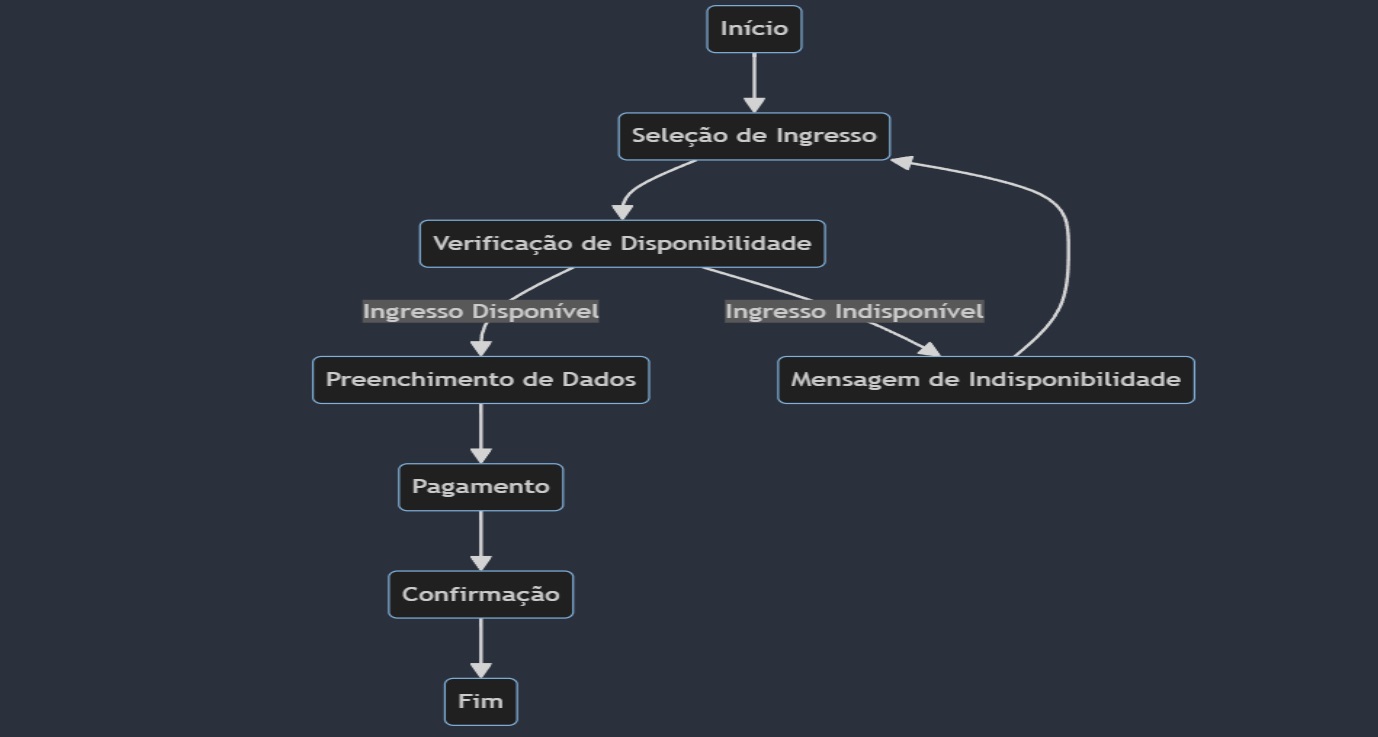 Início
Seleção de Ingresso
Verificação de Disponibilidade
Ingresso Disponível
Ingresso Indisponível
Preenchimento de Dados
Mensagem de Indisponibilidade
Pagamento
Confirmação
Fim